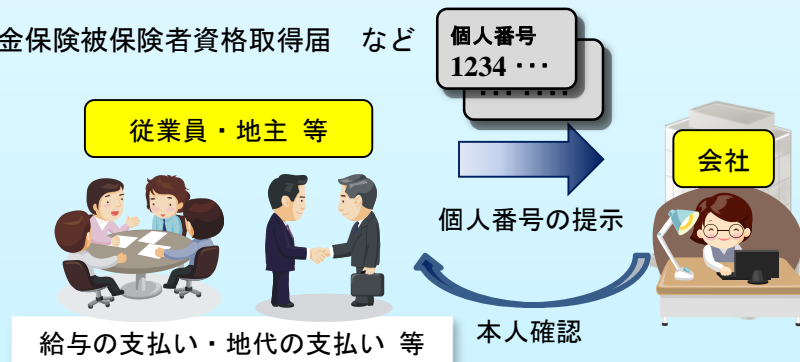 金保険被保険者資格取得届　など
個人番号
1234 ･･･
従業員・地主 等
会社
個人番号の提示
本人確認
給与の支払い・地代の支払い 等